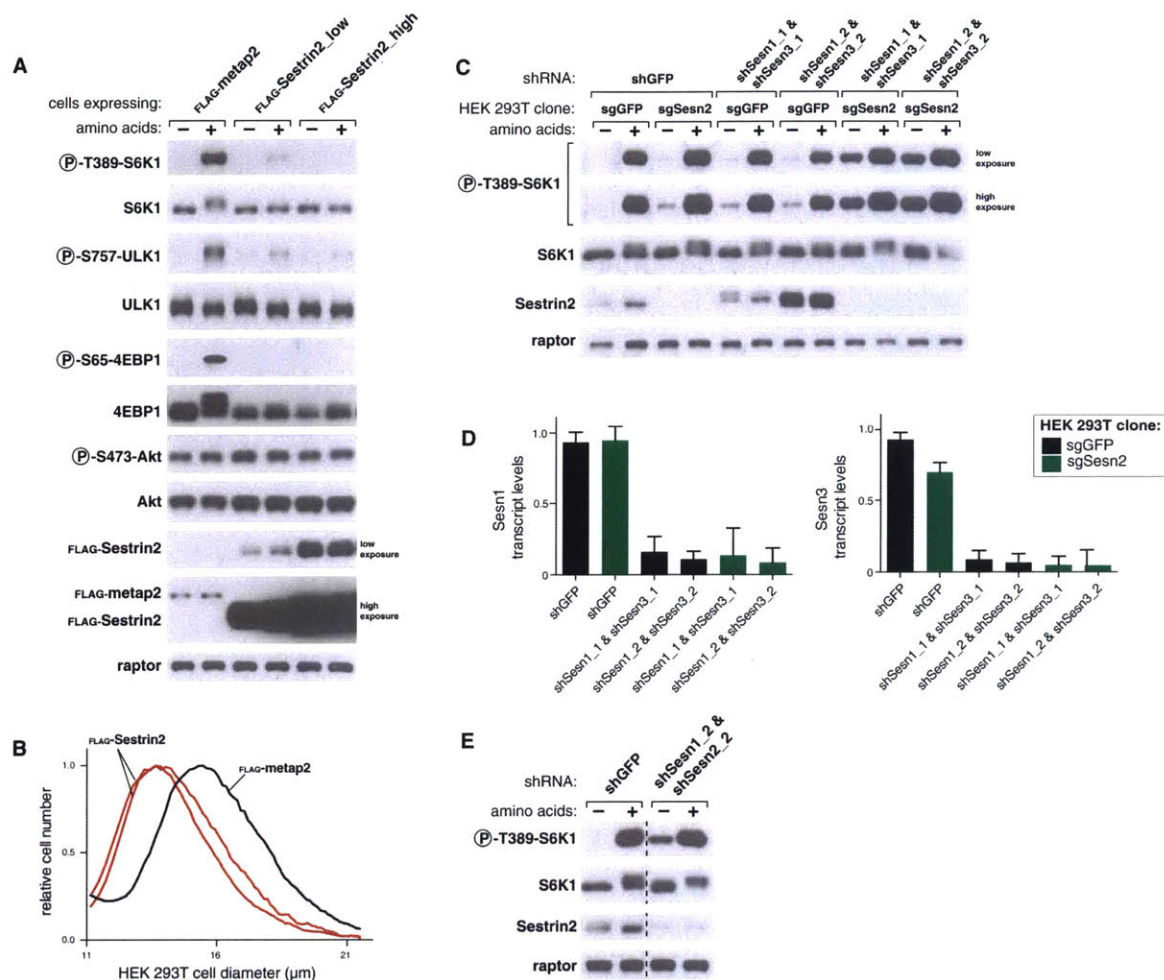 A
FLAG-metap2
FLAG-Sestrin2_low
FLAG-Sestrin2_high
cells expressing:
amino acids: − + − + − +
Ⓟ-T389-S6K1
S6K1
Ⓟ-S757-ULK1
ULK1
Ⓟ-S65-4EBP1
4EBP1
Ⓟ-S473-Akt
Akt
FLAG-Sestrin2
low
exposure
FLAG-metap2
FLAG-Sestrin2
high
exposure
raptor
B
FLAG-Sestrin2
FLAG-metap2
relative cell number
1.0
0.5
0.0
11 16 21
HEK 293T cell diameter (μm)
C
shRNA:
shGFP
shSesn1_1 &
shSesn3_1
shSesn1_2 &
shSesn3_2
shSesn1_1 &
shSesn3_1
shSesn1_2 &
shSesn3_2
HEK 293T clone: sgGFP sgSesn2 sgGFP sgGFP sgSesn2 sgSesn2
amino acids: − + − + − + − + − + − +
Ⓟ-T389-S6K1
low
exposure
high
exposure
S6K1
Sestrin2
raptor
D
Sesn1
transcript levels
1.0
0.5
0
shGFP
shGFP
shSesn1_1 & shSesn3_1
shSesn1_2 & shSesn3_2
shSesn1_1 & shSesn3_1
shSesn1_2 & shSesn3_2
Sesn3
transcript levels
1.0
0.5
0
shGFP
shGFP
shSesn1_1 & shSesn3_1
shSesn1_2 & shSesn3_2
shSesn1_1 & shSesn3_1
shSesn1_2 & shSesn3_2
HEK 293T clone:
sgGFP
sgSesn2
E
shRNA:
shGFP
shSesn1_2 &
shSesn2_2
amino acids: − + − +
Ⓟ-T389-S6K1
S6K1
Sestrin2
raptor